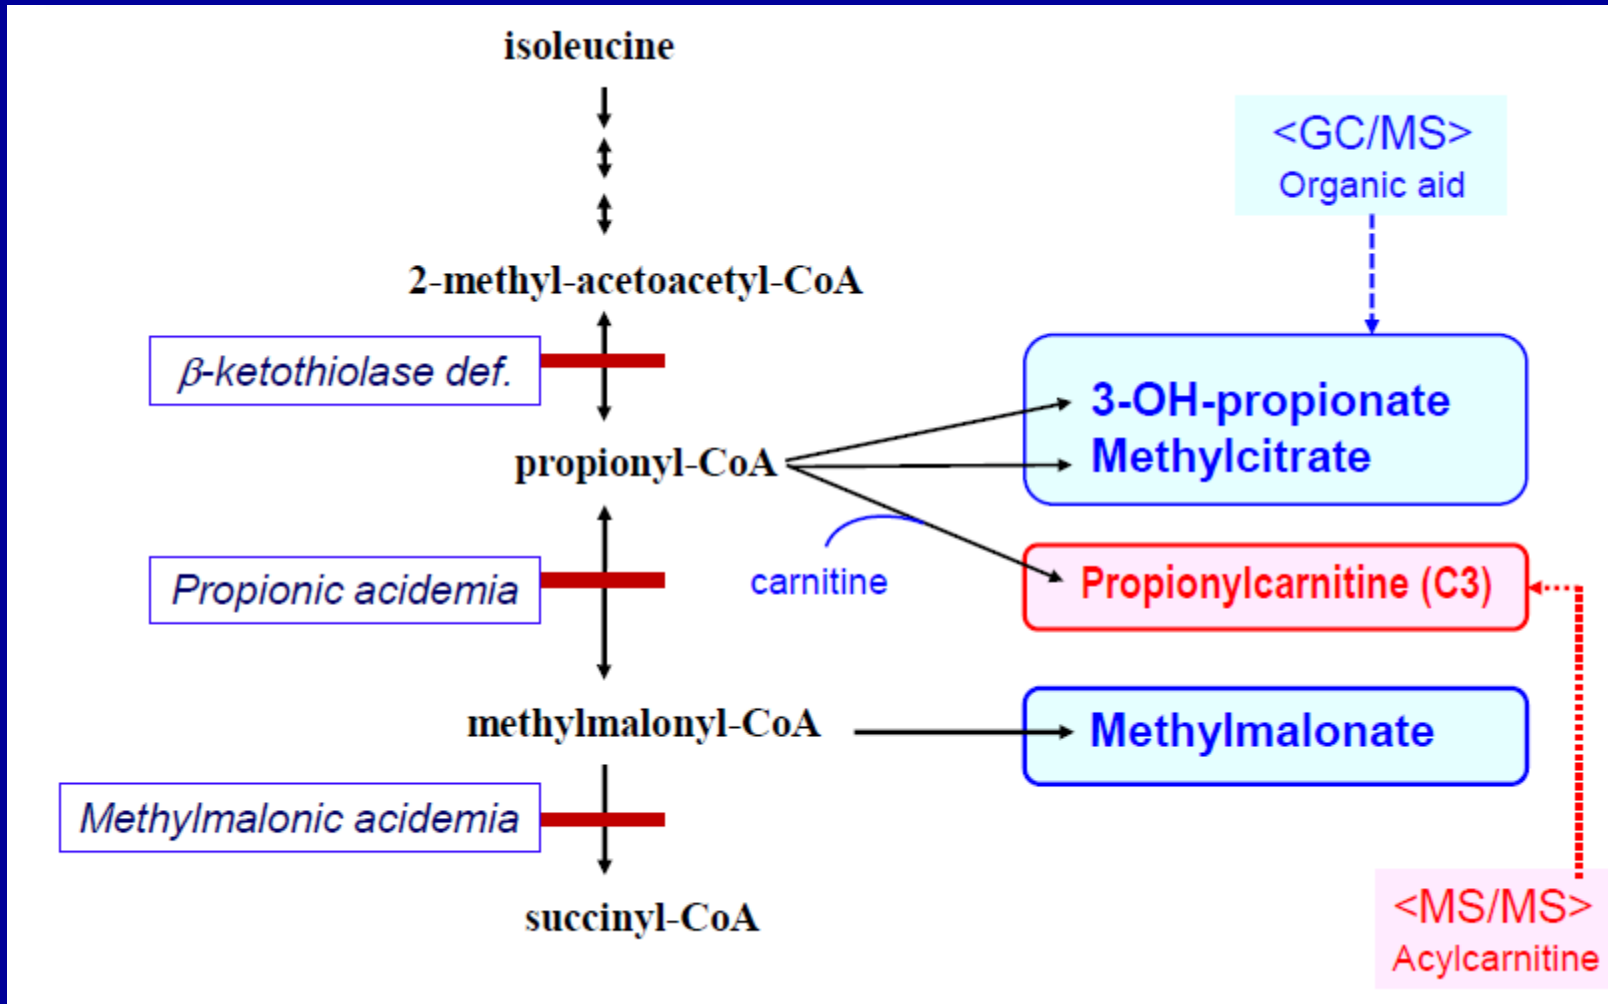 isoleucine
<GC/MS>
Organic aid
2-methyl-acetoacetyl-CoA
β-ketothiolase def.
3-OH-propionate
Methylcitrate
propionyl-CoA
carnitine
Propionic acidemia
Propionylcarnitine (C3)
methylmalonyl-CoA
Methylmalonate
Methylmalonic acidemia
succinyl-CoA
<MS/MS>
Acylcarnitine